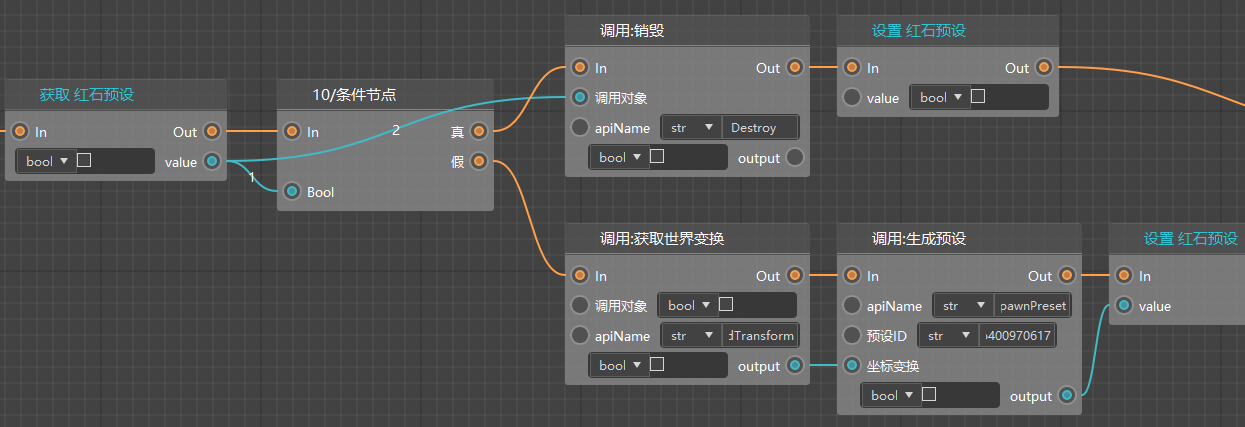 获取 红石预设
In
Out
bool
value
1
10/条件节点
In
2
真
假
Bool
调用:销毁
In
Out
调用对象
apiName
str
Destroy
bool
output
设置 红石预设
In
Out
value
bool
调用:获取世界变换
In
Out
调用对象
bool
apiName
str
dTransform
bool
output
调用:生成预设
In
Out
apiName
str
pawnPreset
预设ID
str
400970617
坐标变换
bool
output
设置 红石预设
In
value